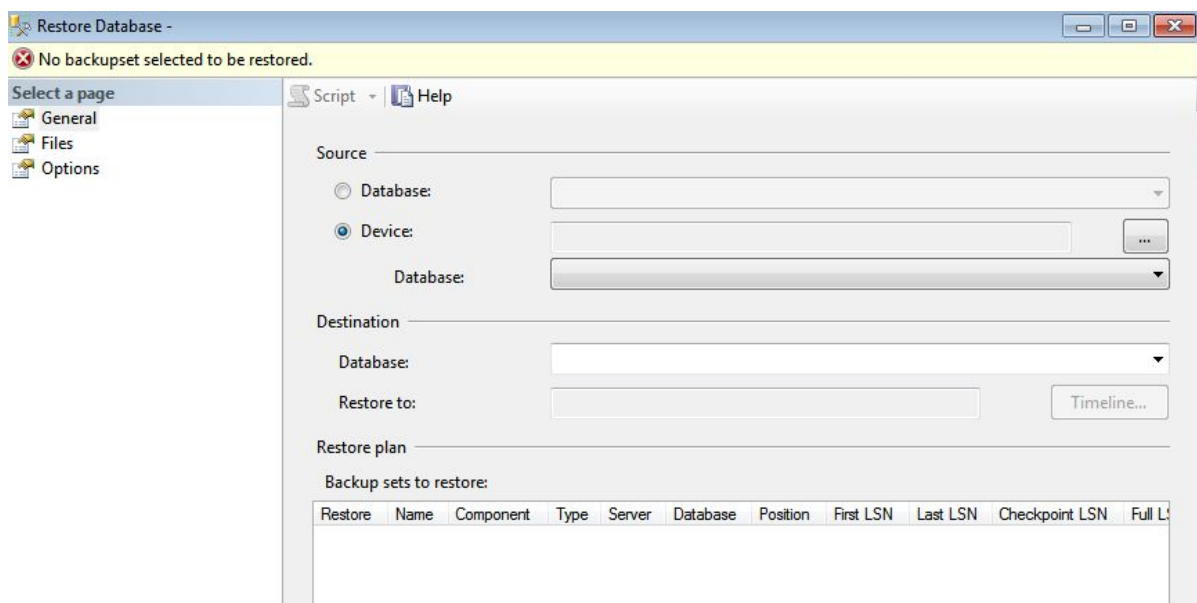 Restore Database -
No backupset selected to be restored.
Select a page
General
Files
Options
Script Help
Source
Database:
Device:
...
Database:
Destination
Database:
Restore to:
Timeline...
Restore plan
Backup sets to restore:
Restore Name Component Type Server Database Position First LSN Last LSN Checkpoint LSN Full